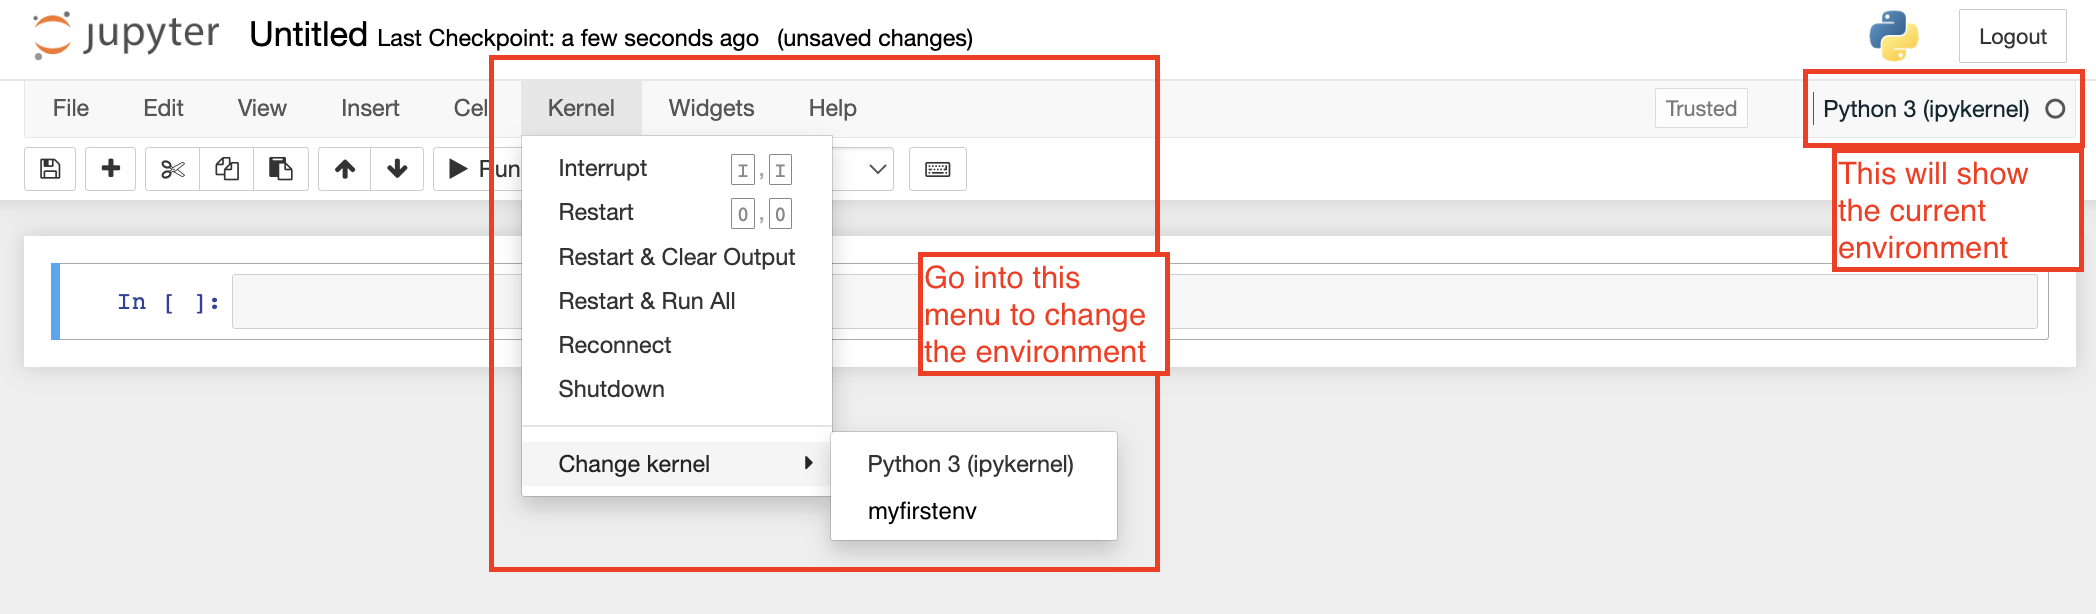 jupyter Untitled Last Checkpoint: a few seconds ago (unsaved changes)
Logout
File Edit View Insert Cel Kernel Widgets Help
Trusted
Python 3 (ipykernel)
Run
This will show
the current
environment
Interrupt I , I
Restart 0 , 0
Restart & Clear Output
Restart & Run All
Reconnect
Shutdown
Change kernel
Python 3 (ipykernel)
myfirstenv
In [ ]:
Go into this
menu to change
the environment